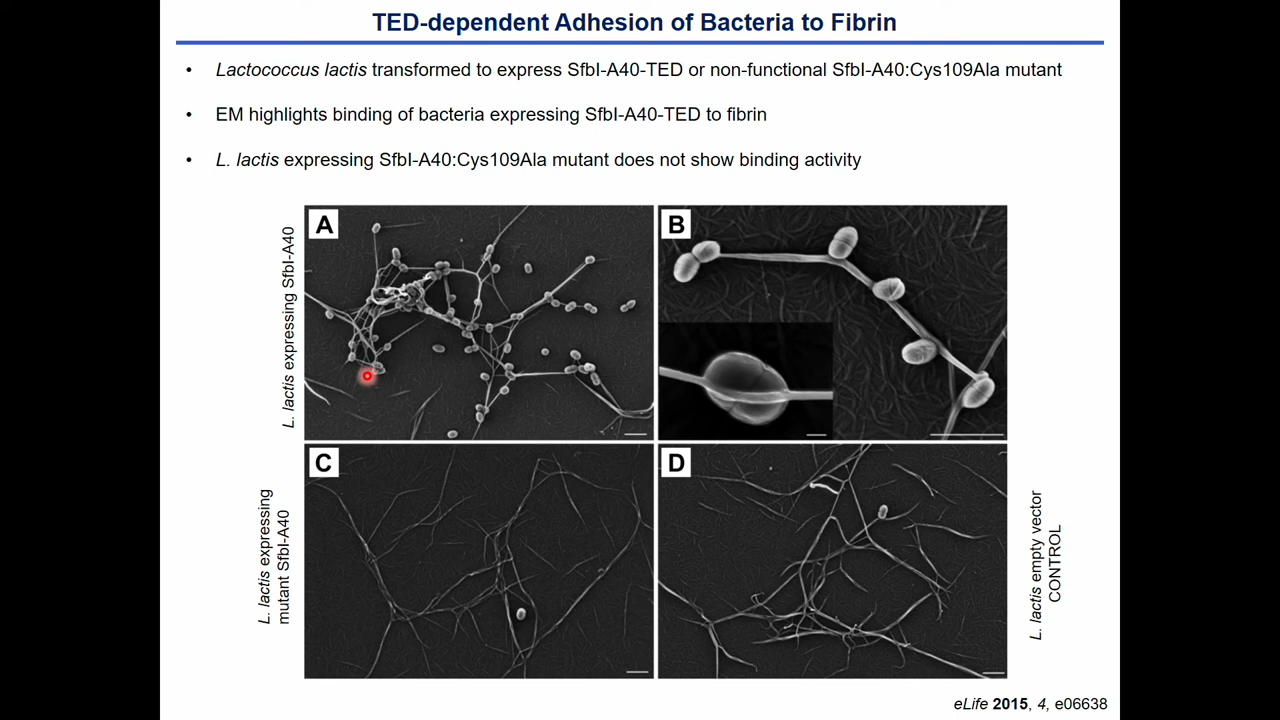 TED-dependent Adhesion of Bacteria to Fibrin
• Lactococcus lactis transformed to express SfbI-A40-TED or non-functional SfbI-A40:Cys109Ala mutant
• EM highlights binding of bacteria expressing SfbI-A40-TED to fibrin
• L. lactis expressing SfbI-A40:Cys109Ala mutant does not show binding activity
L. lactis expressing SfbI-A40
A
B
L. lactis expressing
mutant SfbI-A40
C
D
L. lactis empty vector
CONTROL
eLife 2015, 4, e06638